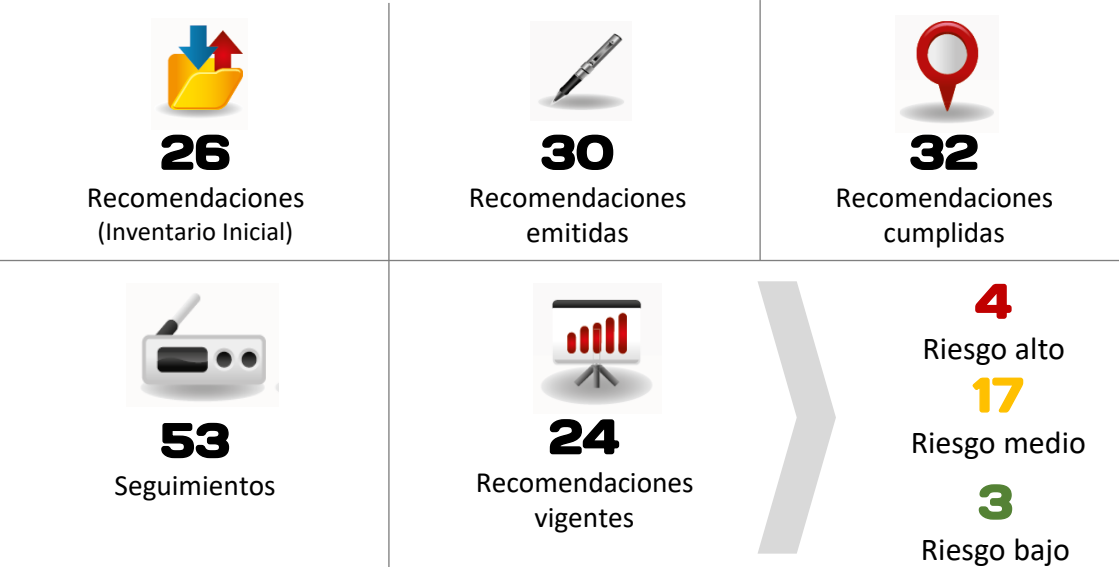 26
Recomendaciones
(Inventario Inicial)
30
Recomendaciones
emitidas
32
Recomendaciones
cumplidas
53
Seguimientos
24
Recomendaciones
vigentes
4
Riesgo alto
17
Riesgo medio
3
Riesgo bajo